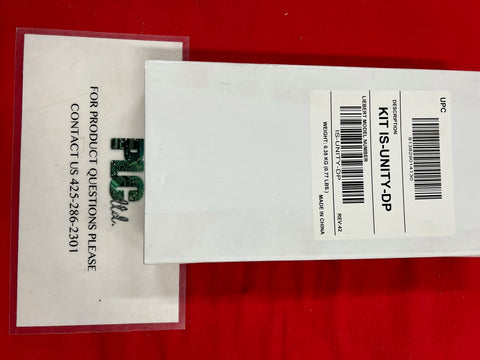 UPC
DESCRIPTION
KIT IS-UNITY-DP
LIEBERT MODEL NUMBER
IS-UNITY-DP
REV:42
WEIGHT: 0.35 KG (0.77 LBS.)
MADE IN CHINA
PLC
ltd.
FOR PRODUCT QUESTIONS PLEASE
CONTACT US 425-286-2301